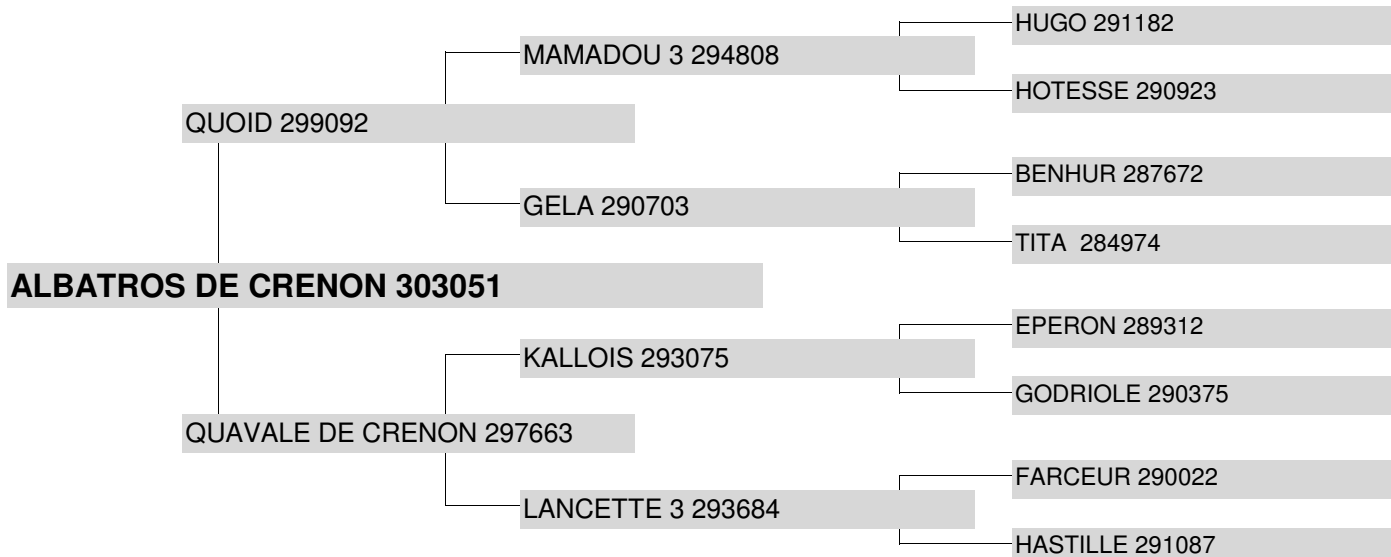 HUGO 291182
MAMADOU 3 294808
HOTESSE 290923
QUOID 299092
BENHUR 287672
GELA 290703
TITA 284974
ALBATROS DE CRENON 303051
EPERON 289312
KALLOIS 293075
GODRIOLE 290375
QUAVALE DE CRENON 297663
FARCEUR 290022
LANCETTE 3 293684
HASTILLE 291087